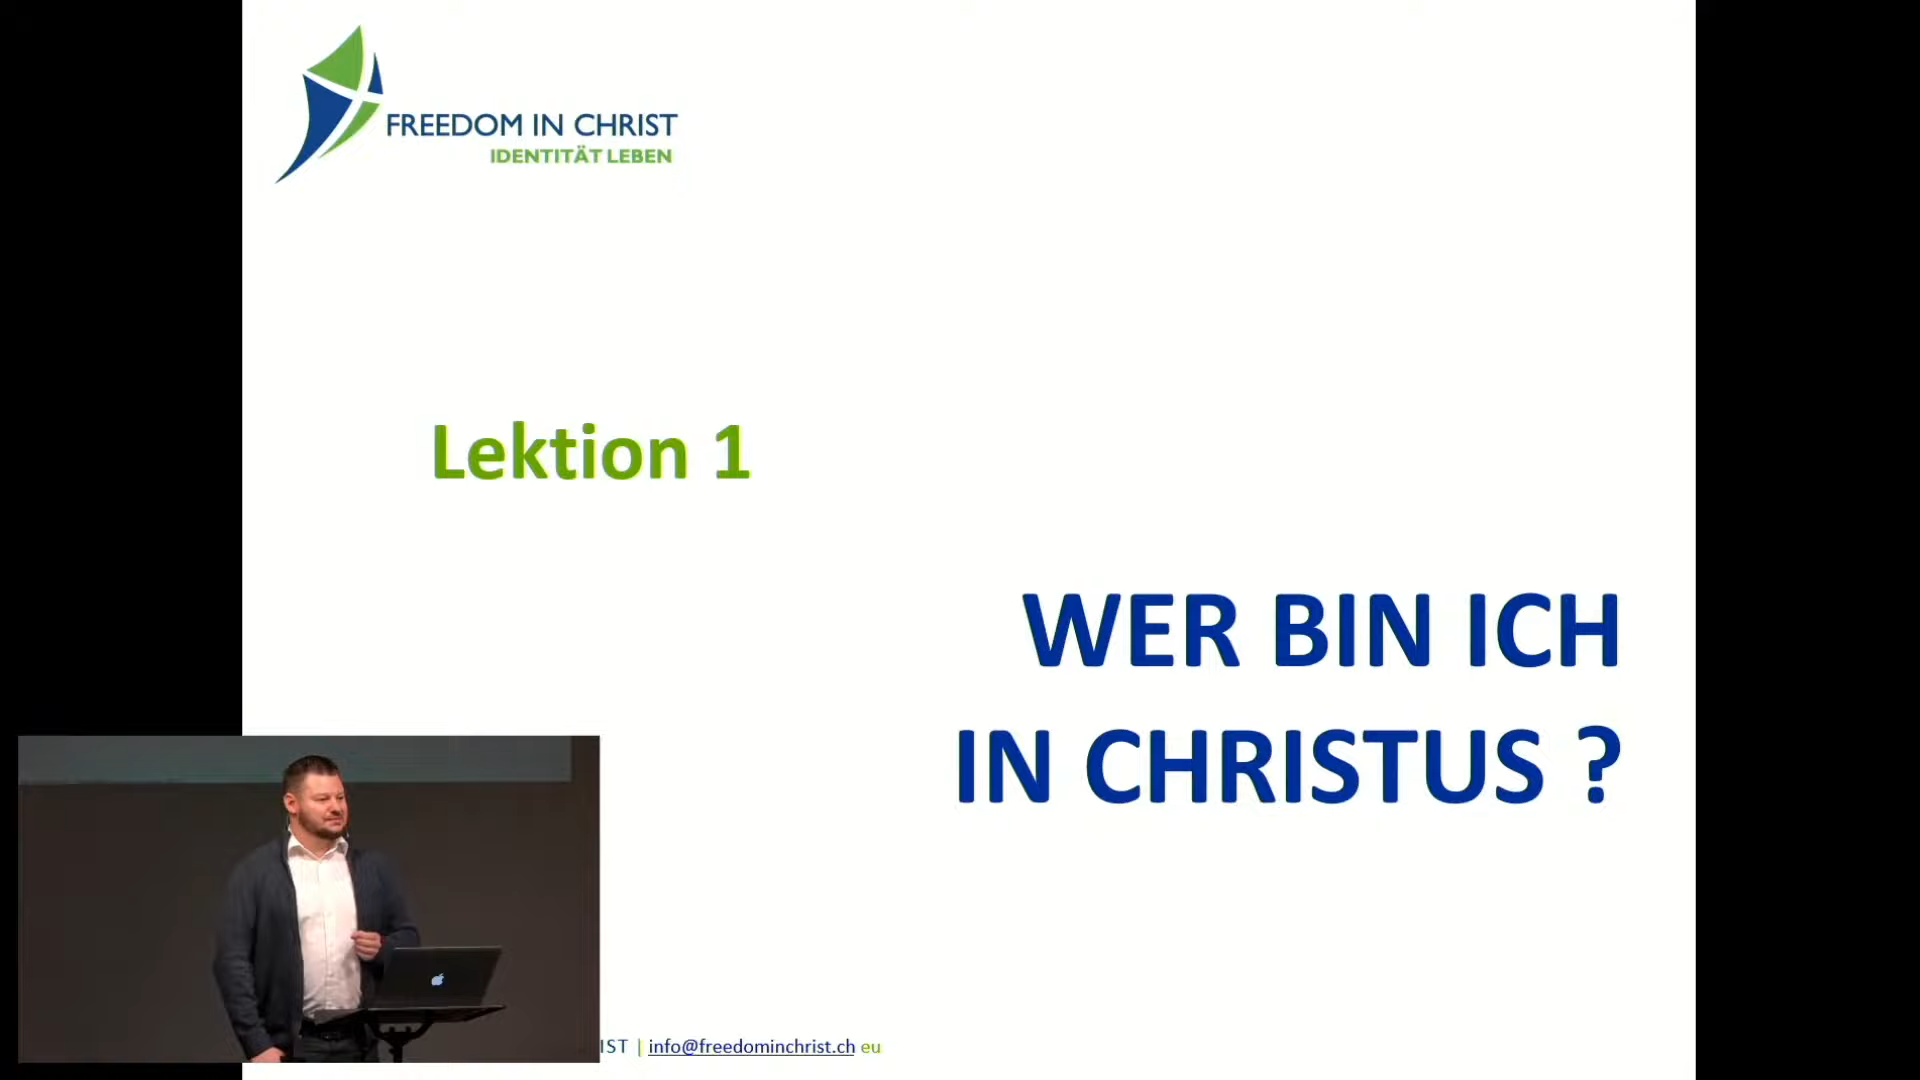 FREEDOM IN CHRIST
IDENTITÄT LEBEN
Lektion 1
WER BIN ICH
IN CHRISTUS ?
IST | info@freedominchrist.ch eu